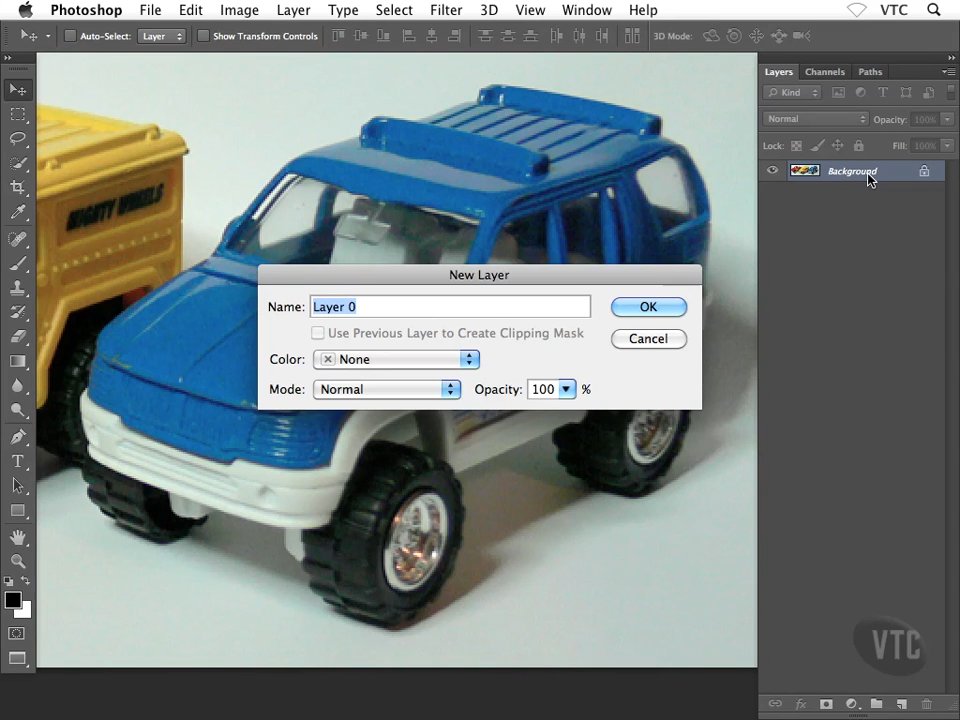 Photoshop File Edit Image Layer Type Select Filter 3D View Window Help VTC
Auto-Select: Layer Show Transform Controls 3D Mode:
Layers Channels Paths
Kind
Normal Opacity: 100%
Lock: Fill: 100%
Background
MIGHTY WHEELS
New Layer
Name: Layer 0 OK
Use Previous Layer to Create Clipping Mask Cancel
Color: None
Mode: Normal Opacity: 100 %
VTC